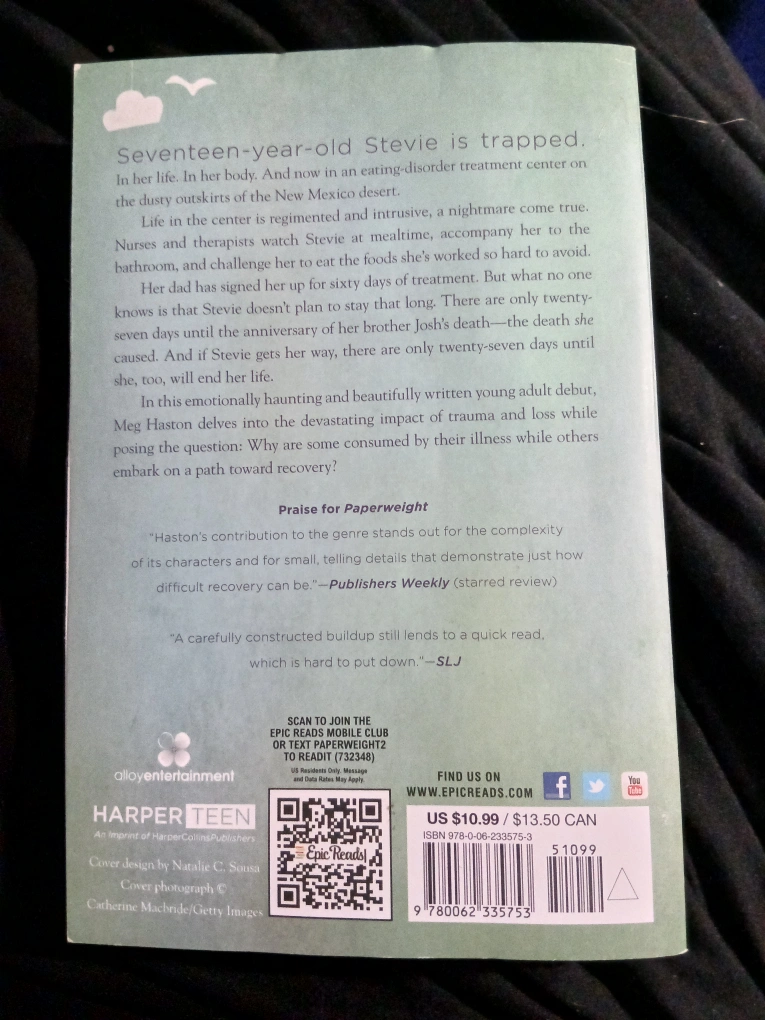 Seventeen-year-old Stevie is trapped.
In her life. In her body. And now in an eating-disorder treatment center on
the dusty outskirts of the New Mexico desert.
Life in the center is regimented and intrusive, a nightmare come true.
Nurses and therapists watch Stevie at mealtime, accompany her to the
bathroom, and challenge her to eat the foods she's worked so hard to avoid.
Her dad has signed her up for sixty days of treatment. But what no one
knows is that Stevie doesn't plan to stay that long. There are only twenty-
seven days until the anniversary of her brother Josh's death—the death she
caused. And if Stevie gets her way, there are only twenty-seven days until
she, too, will end her life.
In this emotionally haunting and beautifully written young adult debut,
Meg Haston delves into the devastating impact of trauma and loss while
posing the question: Why are some consumed by their illness while others
embark on a path toward recovery?
Praise for Paperweight
“Haston's contribution to the genre stands out for the complexity
of its characters and for small, telling details that demonstrate just how
difficult recovery can be.”—Publishers Weekly (starred review)
“A carefully constructed buildup still lends to a quick read,
which is hard to put down.”—SLJ
SCAN TO JOIN THE
EPIC READS MOBILE CLUB
OR TEXT PAPERWEIGHT2
TO READIT (732348)
US Residents Only. Message
and Data Rates May Apply.
Epic Reads!
alloyentertainment
HARPER TEEN
An Imprint of HarperCollinsPublishers
Cover design by Natalie C. Sousa
Cover photograph ©
Catherine Macbride/Getty Images
FIND US ON
WWW.EPICREADS.COM
f
You
Tube
US $10.99 / $13.50 CAN
ISBN 978-0-06-233575-3
51099
9 780062 335753